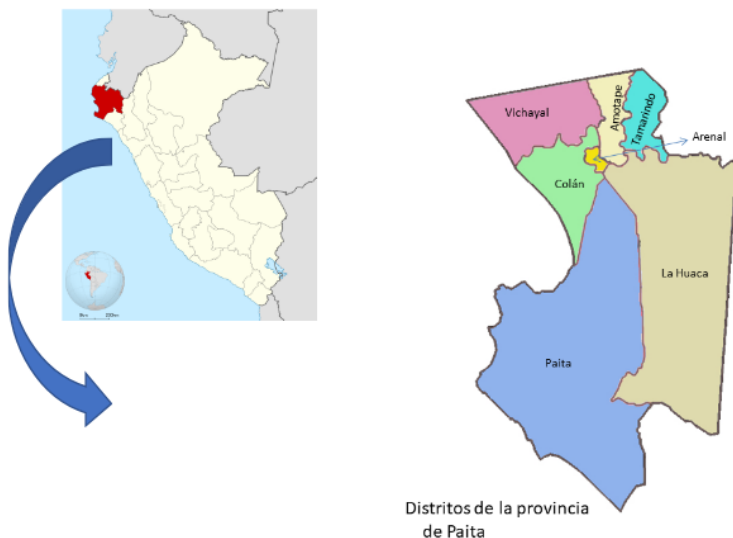 Vichayal
Amotape
Tamarindo
Arenal
Colán
La Huaca
Paita
Distritos de la provincia
de Paita